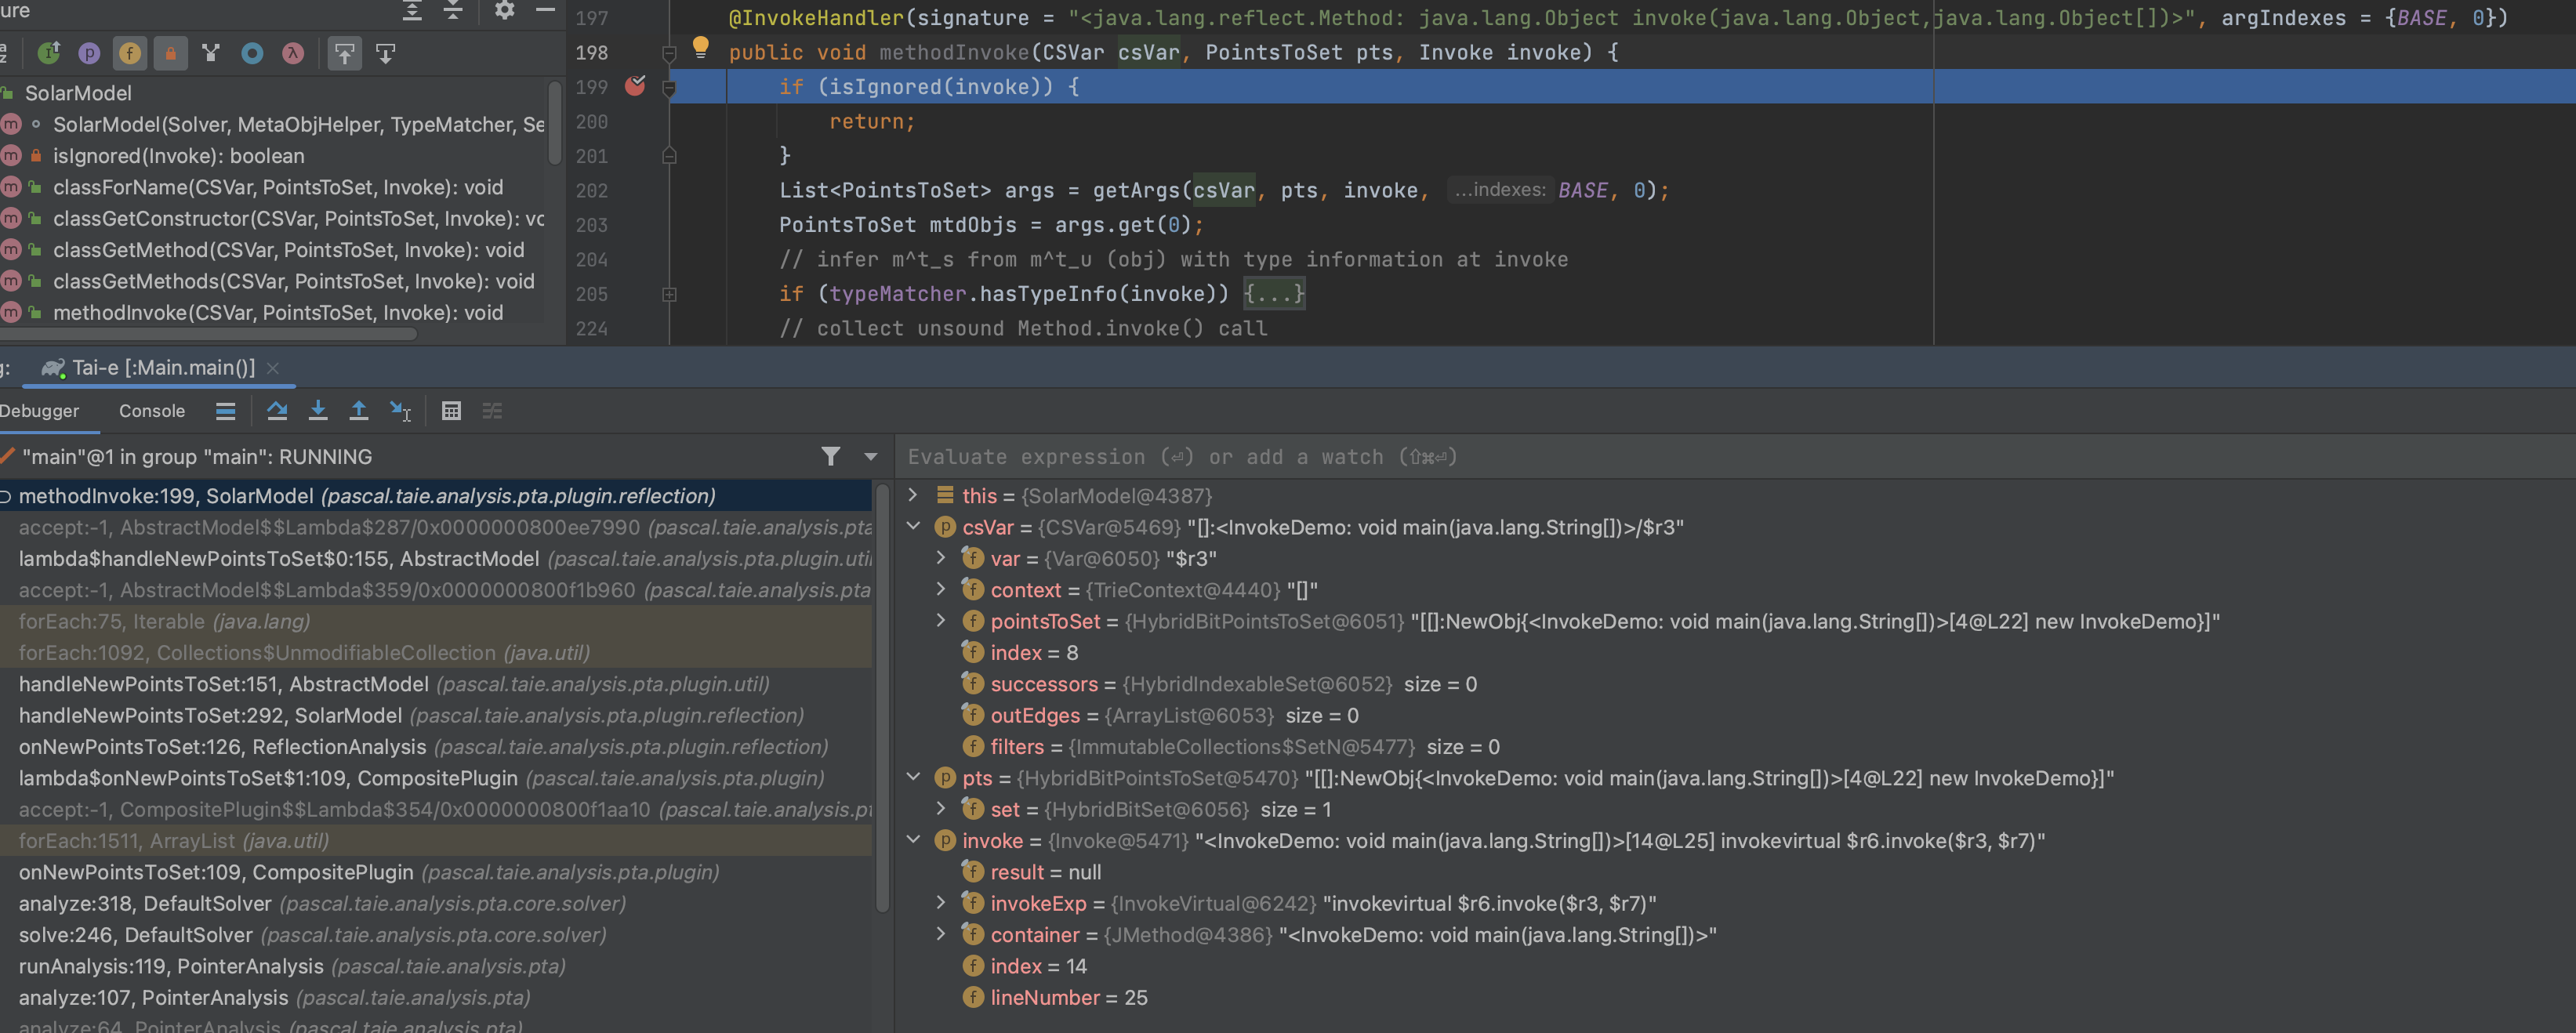 ure
SolarModel
SolarModel(Solver, MetaObjHelper, TypeMatcher, Se
isIgnored(Invoke): boolean
classForName(CSVar, PointsToSet, Invoke): void
classGetConstructor(CSVar, PointsToSet, Invoke): vo
classGetMethod(CSVar, PointsToSet, Invoke): void
classGetMethods(CSVar, PointsToSet, Invoke): void
methodInvoke(CSVar, PointsToSet, Invoke): void
197 @InvokeHandler(signature = "<java.lang.reflect.Method: java.lang.Object invoke(java.lang.Object,java.lang.Object[])>", argIndexes = {BASE, 0})
198 public void methodInvoke(CSVar csVar, PointsToSet pts, Invoke invoke) {
199 if (isIgnored(invoke)) {
200 return;
201 }
202 List<PointsToSet> args = getArgs(csVar, pts, invoke, ...indexes: BASE, 0);
203 PointsToSet mtdObjs = args.get(0);
204 // infer m^t_s from m^t_u (obj) with type information at invoke
205 if (typeMatcher.hasTypeInfo(invoke)) {...}
224 // collect unsound Method.invoke() call
g: Tai-e [:Main.main()]
Debugger Console
"main"@1 in group "main": RUNNING
methodInvoke:199, SolarModel (pascal.taie.analysis.pta.plugin.reflection)
accept:-1, AbstractModel$$Lambda$287/0x0000000800ee7990 (pascal.taie.analysis.pta
lambda$handleNewPointsToSet$0:155, AbstractModel (pascal.taie.analysis.pta.plugin.util
accept:-1, AbstractModel$$Lambda$359/0x0000000800f1b960 (pascal.taie.analysis.pta
forEach:75, Iterable (java.lang)
forEach:1092, Collections$UnmodifiableCollection (java.util)
handleNewPointsToSet:151, AbstractModel (pascal.taie.analysis.pta.plugin.util)
handleNewPointsToSet:292, SolarModel (pascal.taie.analysis.pta.plugin.reflection)
onNewPointsToSet:126, ReflectionAnalysis (pascal.taie.analysis.pta.plugin.reflection)
lambda$onNewPointsToSet$1:109, CompositePlugin (pascal.taie.analysis.pta.plugin)
accept:-1, CompositePlugin$$Lambda$354/0x0000000800f1aa10 (pascal.taie.analysis.pt
forEach:1511, ArrayList (java.util)
onNewPointsToSet:109, CompositePlugin (pascal.taie.analysis.pta.plugin)
analyze:318, DefaultSolver (pascal.taie.analysis.pta.core.solver)
solve:246, DefaultSolver (pascal.taie.analysis.pta.core.solver)
runAnalysis:119, PointerAnalysis (pascal.taie.analysis.pta)
analyze:107, PointerAnalysis (pascal.taie.analysis.pta)
analyze:64, PointerAnalysis (pascal.taie.analysis.pta)
Evaluate expression (⏎) or add a watch (⇧⌘⏎)
this = {SolarModel@4387}
csVar = {CSVar@5469} "[]:<InvokeDemo: void main(java.lang.String[])>/$r3"
var = {Var@6050} "$r3"
context = {TrieContext@4440} "[]"
pointsToSet = {HybridBitPointsToSet@6051} "[[]:NewObj{<InvokeDemo: void main(java.lang.String[])>[4@L22] new InvokeDemo}]"
index = 8
successors = {HybridIndexableSet@6052} size = 0
outEdges = {ArrayList@6053} size = 0
filters = {ImmutableCollections$SetN@5477} size = 0
pts = {HybridBitPointsToSet@5470} "[[]:NewObj{<InvokeDemo: void main(java.lang.String[])>[4@L22] new InvokeDemo}]"
set = {HybridBitSet@6056} size = 1
invoke = {Invoke@5471} "<InvokeDemo: void main(java.lang.String[])>[14@L25] invokevirtual $r6.invoke($r3, $r7)"
result = null
invokeExp = {InvokeVirtual@6242} "invokevirtual $r6.invoke($r3, $r7)"
container = {JMethod@4386} "<InvokeDemo: void main(java.lang.String[])>"
index = 14
lineNumber = 25